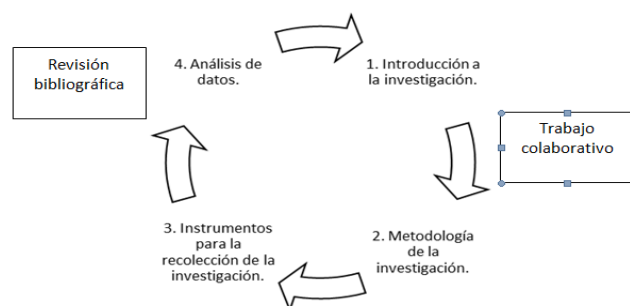 Revisión
bibliográfica
4. Análisis de
datos.
1. Introducción a
la investigación.
Trabajo
colaborativo
3. Instrumentos
para la
recolección de la
investigación.
2. Metodología
de la
investigación.